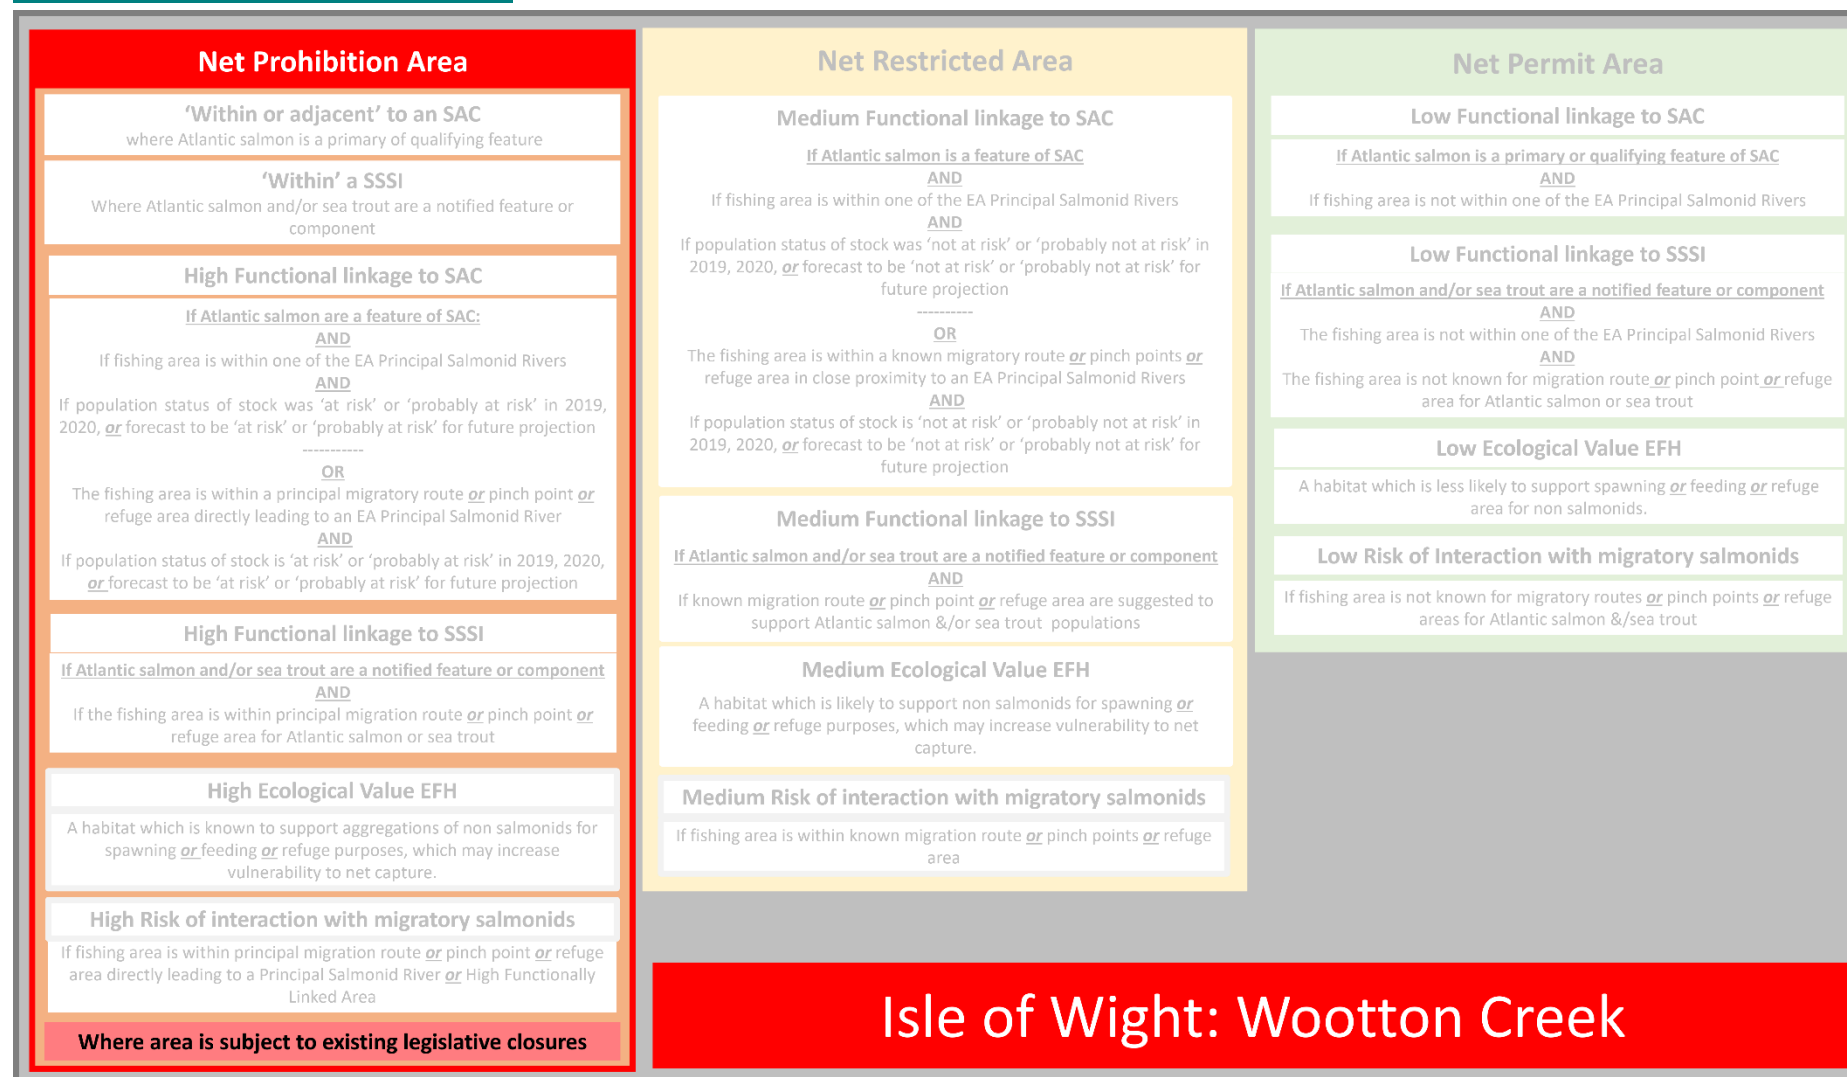 Net Prohibition Area
'Within or adjacent' to an SAC
where Atlantic salmon is a primary of qualifying feature
'Within' a SSSI
Where Atlantic salmon and/or sea trout are a notified feature or
component
High Functional linkage to SAC
If Atlantic salmon are a feature of SAC:
AND
If fishing area is within one of the EA Principal Salmonid Rivers
AND
If population status of stock was 'at risk' or 'probably at risk' in 2019,
2020, or forecast to be 'at risk' or 'probably at risk' for future projection
-----------
OR
The fishing area is within a principal migratory route or pinch point or
refuge area directly leading to an EA Principal Salmonid River
AND
If population status of stock is 'at risk' or 'probably at risk' in 2019, 2020,
or forecast to be 'at risk' or 'probably at risk' for future projection
High Functional linkage to SSSI
If Atlantic salmon and/or sea trout are a notified feature or component
AND
If the fishing area is within principal migration route or pinch point or
refuge area for Atlantic salmon or sea trout
High Ecological Value EFH
A habitat which is known to support aggregations of non salmonids for
spawning or feeding or refuge purposes, which may increase
vulnerability to net capture.
High Risk of interaction with migratory salmonids
If fishing area is within principal migration route or pinch point or refuge
area directly leading to a Principal Salmonid River or High Functionally
Linked Area
Where area is subject to existing legislative closures
Net Restricted Area
Medium Functional linkage to SAC
If Atlantic salmon is a feature of SAC
AND
If fishing area is within one of the EA Principal Salmonid Rivers
AND
If population status of stock was 'not at risk' or 'probably not at risk' in
2019, 2020, or forecast to be 'not at risk' or 'probably not at risk' for
future projection
----------
OR
The fishing area is within a known migratory route or pinch points or
refuge area in close proximity to an EA Principal Salmonid Rivers
AND
If population status of stock is 'not at risk' or 'probably not at risk' in
2019, 2020, or forecast to be 'not at risk' or 'probably not at risk' for
future projection
Medium Functional linkage to SSSI
If Atlantic salmon and/or sea trout are a notified feature or component
AND
If known migration route or pinch point or refuge area are suggested to
support Atlantic salmon &/or sea trout populations
Medium Ecological Value EFH
A habitat which is likely to support non salmonids for spawning or
feeding or refuge purposes, which may increase vulnerability to net
capture.
Medium Risk of interaction with migratory salmonids
If fishing area is within known migration route or pinch points or refuge
area
Net Permit Area
Low Functional linkage to SAC
If Atlantic salmon is a primary or qualifying feature of SAC
AND
If fishing area is not within one of the EA Principal Salmonid Rivers
Low Functional linkage to SSSI
If Atlantic salmon and/or sea trout are a notified feature or component
AND
The fishing area is not within one of the EA Principal Salmonid Rivers
AND
The fishing area is not known for migration route or pinch point or refuge
area for Atlantic salmon or sea trout
Low Ecological Value EFH
A habitat which is less likely to support spawning or feeding or refuge
area for non salmonids.
Low Risk of Interaction with migratory salmonids
If fishing area is not known for migratory routes or pinch points or refuge
areas for Atlantic salmon &/sea trout
Isle of Wight: Wootton Creek